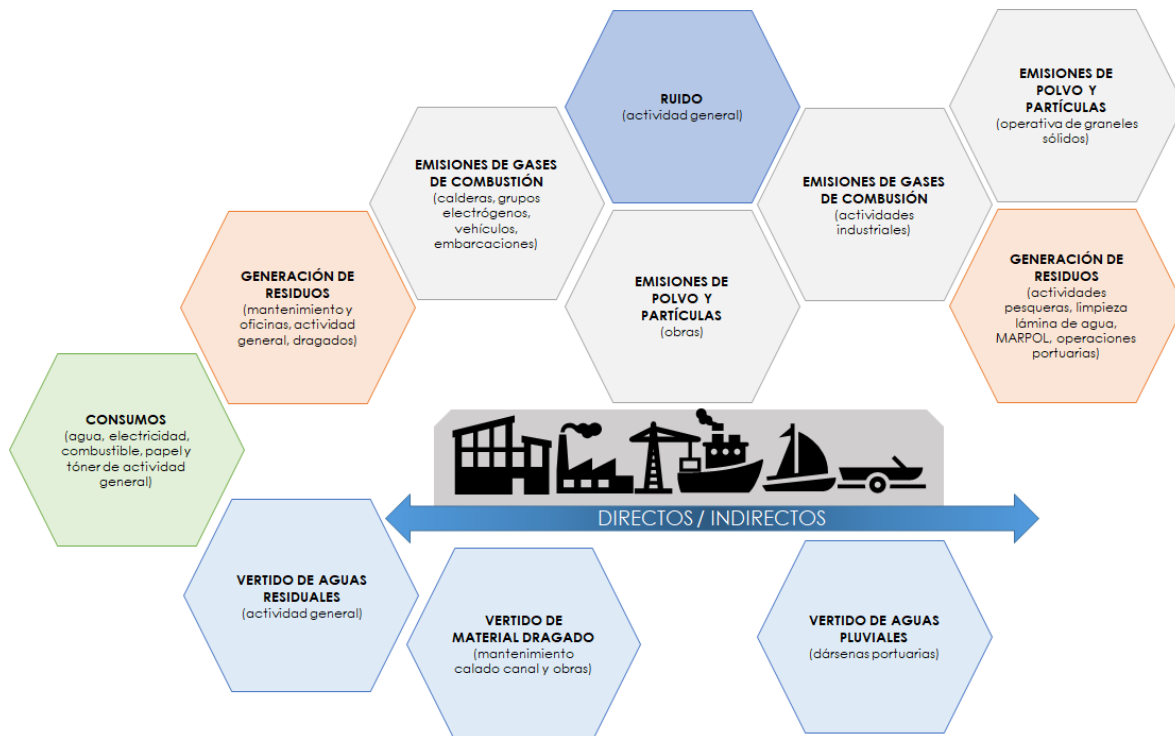 RUIDO
(actividad general)
EMISIONES DE
POLVO Y
PARTÍCULAS
(operativa de graneles
sólidos)
EMISIONES DE GASES
DE COMBUSTIÓN
(calderas, grupos
electrógenos,
vehículos,
embarcaciones)
EMISIONES DE GASES
DE COMBUSIÓN
(actividades
industriales)
GENERACIÓN DE
RESIDUOS
(mantenimiento y
oficinas, actividad
general, dragados)
EMISIONES DE
POLVO Y
PARTÍCULAS
(obras)
GENERACIÓN DE
RESIDUOS
(actividades
pesqueras, limpieza
lámina de agua,
MARPOL, operaciones
portuarias)
CONSUMOS
(agua, electricidad,
combustible, papel y
tóner de actividad
general)
DIRECTOS / INDIRECTOS
VERTIDO DE AGUAS
RESIDUALES
(actividad general)
VERTIDO DE
MATERIAL DRAGADO
(mantenimiento
calado canal y obras)
VERTIDO DE AGUAS
PLUVIALES
(dársenas portuarias)